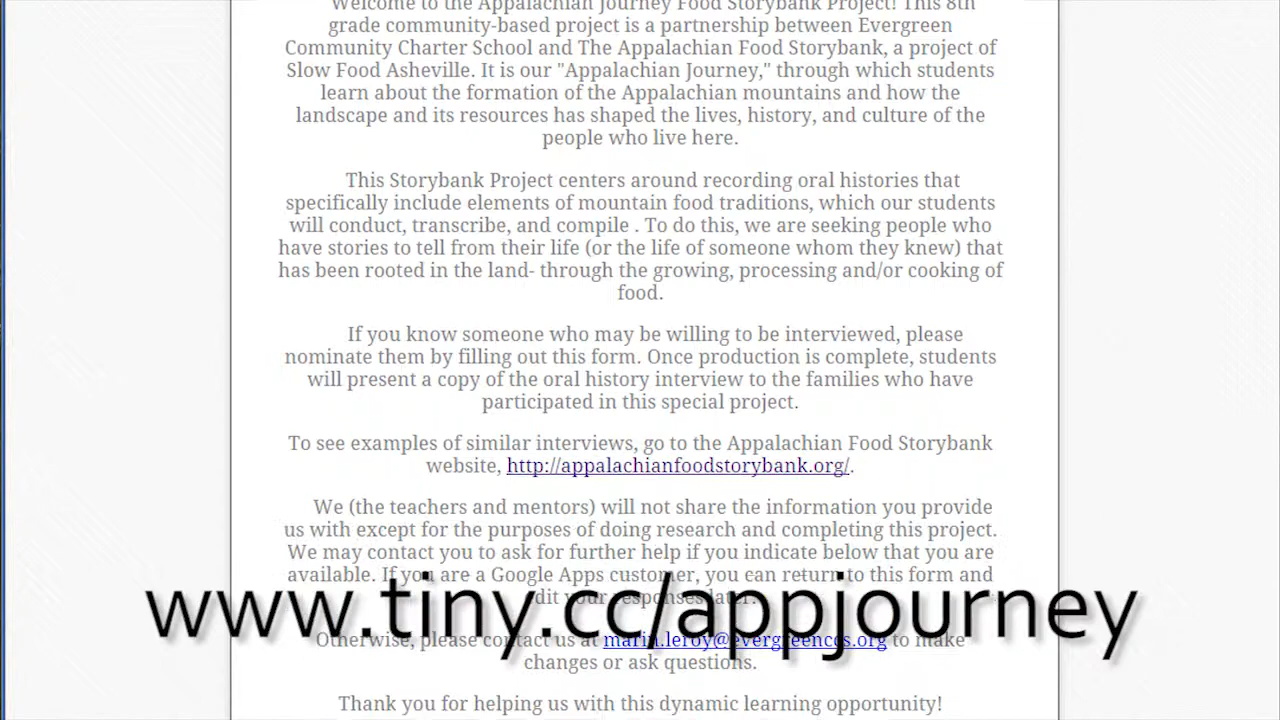 Welcome to the Appalachian Journey Food Storybank Project! This 8th
grade community-based project is a partnership between Evergreen
Community Charter School and The Appalachian Food Storybank, a project of
Slow Food Asheville. It is our "Appalachian Journey," through which students
learn about the formation of the Appalachian mountains and how the
landscape and its resources has shaped the lives, history, and culture of the
people who live here.
This Storybank Project centers around recording oral histories that
specifically include elements of mountain food traditions, which our students
will conduct, transcribe, and compile . To do this, we are seeking people who
have stories to tell from their life (or the life of someone whom they knew) that
has been rooted in the land- through the growing, processing and/or cooking of
food.
If you know someone who may be willing to be interviewed, please
nominate them by filling out this form. Once production is complete, students
will present a copy of the oral history interview to the families who have
participated in this special project.
To see examples of similar interviews, go to the Appalachian Food Storybank
website, http://appalachianfoodstorybank.org/.
We (the teachers and mentors) will not share the information you provide
us with except for the purposes of doing research and completing this project.
We may contact you to ask for further help if you indicate below that you are
available. If you are a Google Apps customer, you can return to this form and
edit your responses later.
www.tiny.cc/appjourney
Otherwise, please contact us at marin.leroy@evergreenccs.org to make
changes or ask questions.
Thank you for helping us with this dynamic learning opportunity!